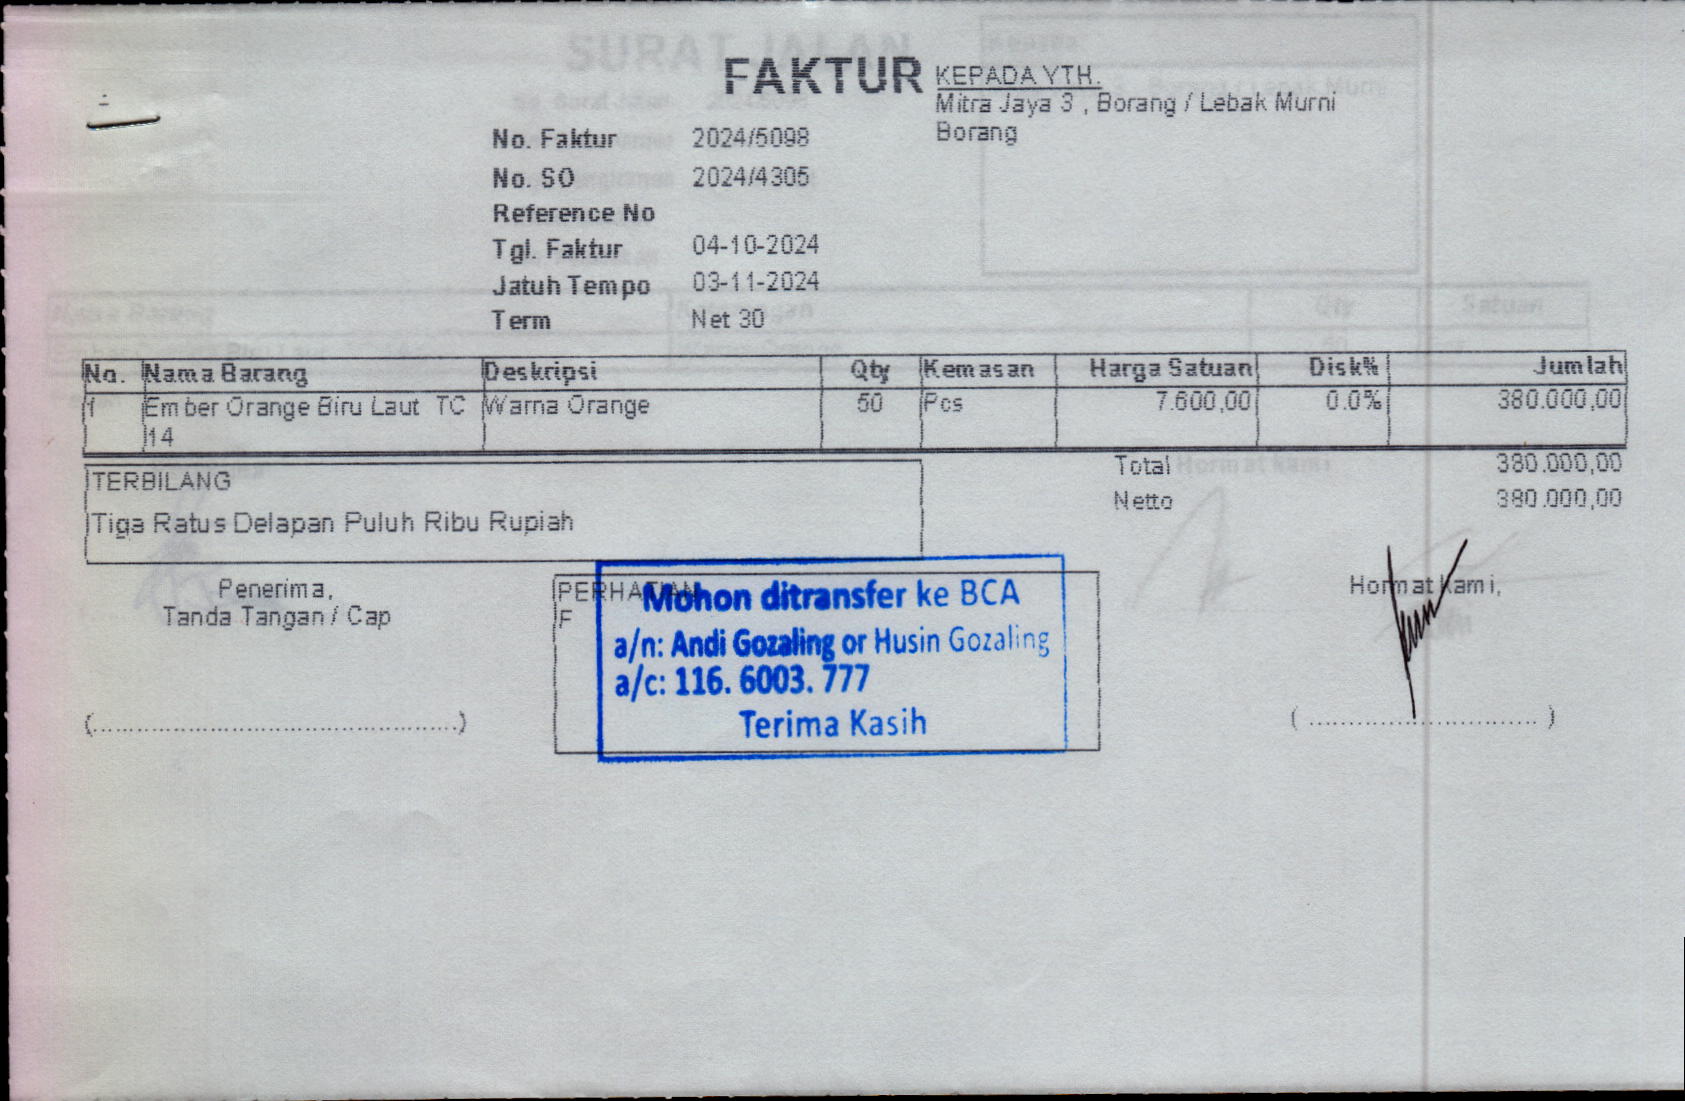 FAKTUR
KEPADA YTH.
Mitra Jaya 3 , Borang / Lebak Murni
Borang
No. Faktur 2024/5098
No. SO 2024/4305
Reference No
Tgl. Faktur 04-10-2024
Jatuh Tempo 03-11-2024
Term Net 30
No. Nama Barang Deskripsi Qty Kemasan Harga Satuan Disk% Jumlah
1 Ember Orange Biru Laut TC Warna Orange 50 Pcs 7.600,00 0.0% 380.000,00
14
Total 380.000,00
Netto 380.000,00
TERBILANG
Tiga Ratus Delapan Puluh Ribu Rupiah
Penerima,
Tanda Tangan / Cap
(................................................)
PERHATIAN
F
Mohon ditransfer ke BCA
a/n: Andi Gozaling or Husin Gozaling
a/c: 116. 6003. 777
Terima Kasih
Hormat kami,
( ............................. )